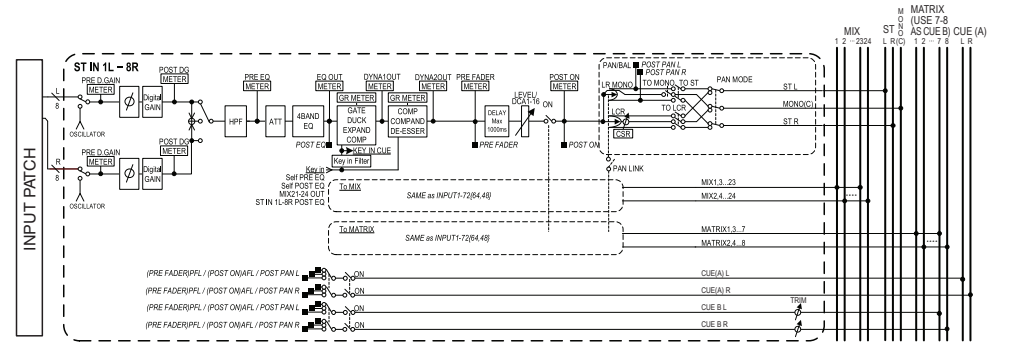 INPUT PATCH
ST IN 1L – 8R
L
8
PRE D.GAIN
METER
Ø
Digital
GAIN
POST DG
METER
OSCILLATOR
R
8
PRE D.GAIN
METER
Ø
Digital
GAIN
POST DG
METER
OSCILLATOR
HPF
PRE EQ
METER
ATT
4BAND
EQ
EQ OUT
METER
POST EQ
DYNA1OUT
METER
GR METER
GATE
DUCK
EXPAND
COMP
KEY IN CUE
Key in Filter
Key in
Self PRE EQ
Self POST EQ
MIX21-24 OUT
ST IN 1L-8R POST EQ
DYNA2OUT
METER
GR METER
COMP
COMPAND
DE-ESSER
PRE FADER
METER
PRE FADER
DELAY
Max
1000ms
LEVEL/
DCA1-16
ON
POST ON
METER
POST ON
PAN/BAL
POST PAN L
POST PAN R
LR MONO
TO MONO
TO ST
PAN MODE
LCR
TO LCR
CSR
PAN LINK
ST L
MONO(C)
ST R
To MIX
SAME as INPUT1-72[64,48]
MIX1,3...23
MIX2,4...24
To MATRIX
SAME as INPUT1-72[64,48]
MATRIX1,3...7
MATRIX2,4...8
(PRE FADER)PFL / (POST ON)AFL / POST PAN L
ON
CUE(A) L
(PRE FADER)PFL / (POST ON)AFL / POST PAN R
ON
CUE(A) R
(PRE FADER)PFL / (POST ON)AFL / POST PAN L
ON
CUE B L
TRIM
(PRE FADER)PFL / (POST ON)AFL / POST PAN R
ON
CUE B R
MIX
1 2 ··· 2324
ST
L R
MONO
(C)
MATRIX
(USE 7-8
AS CUE B)
1 2 ··· 7 8
CUE (A)
L R